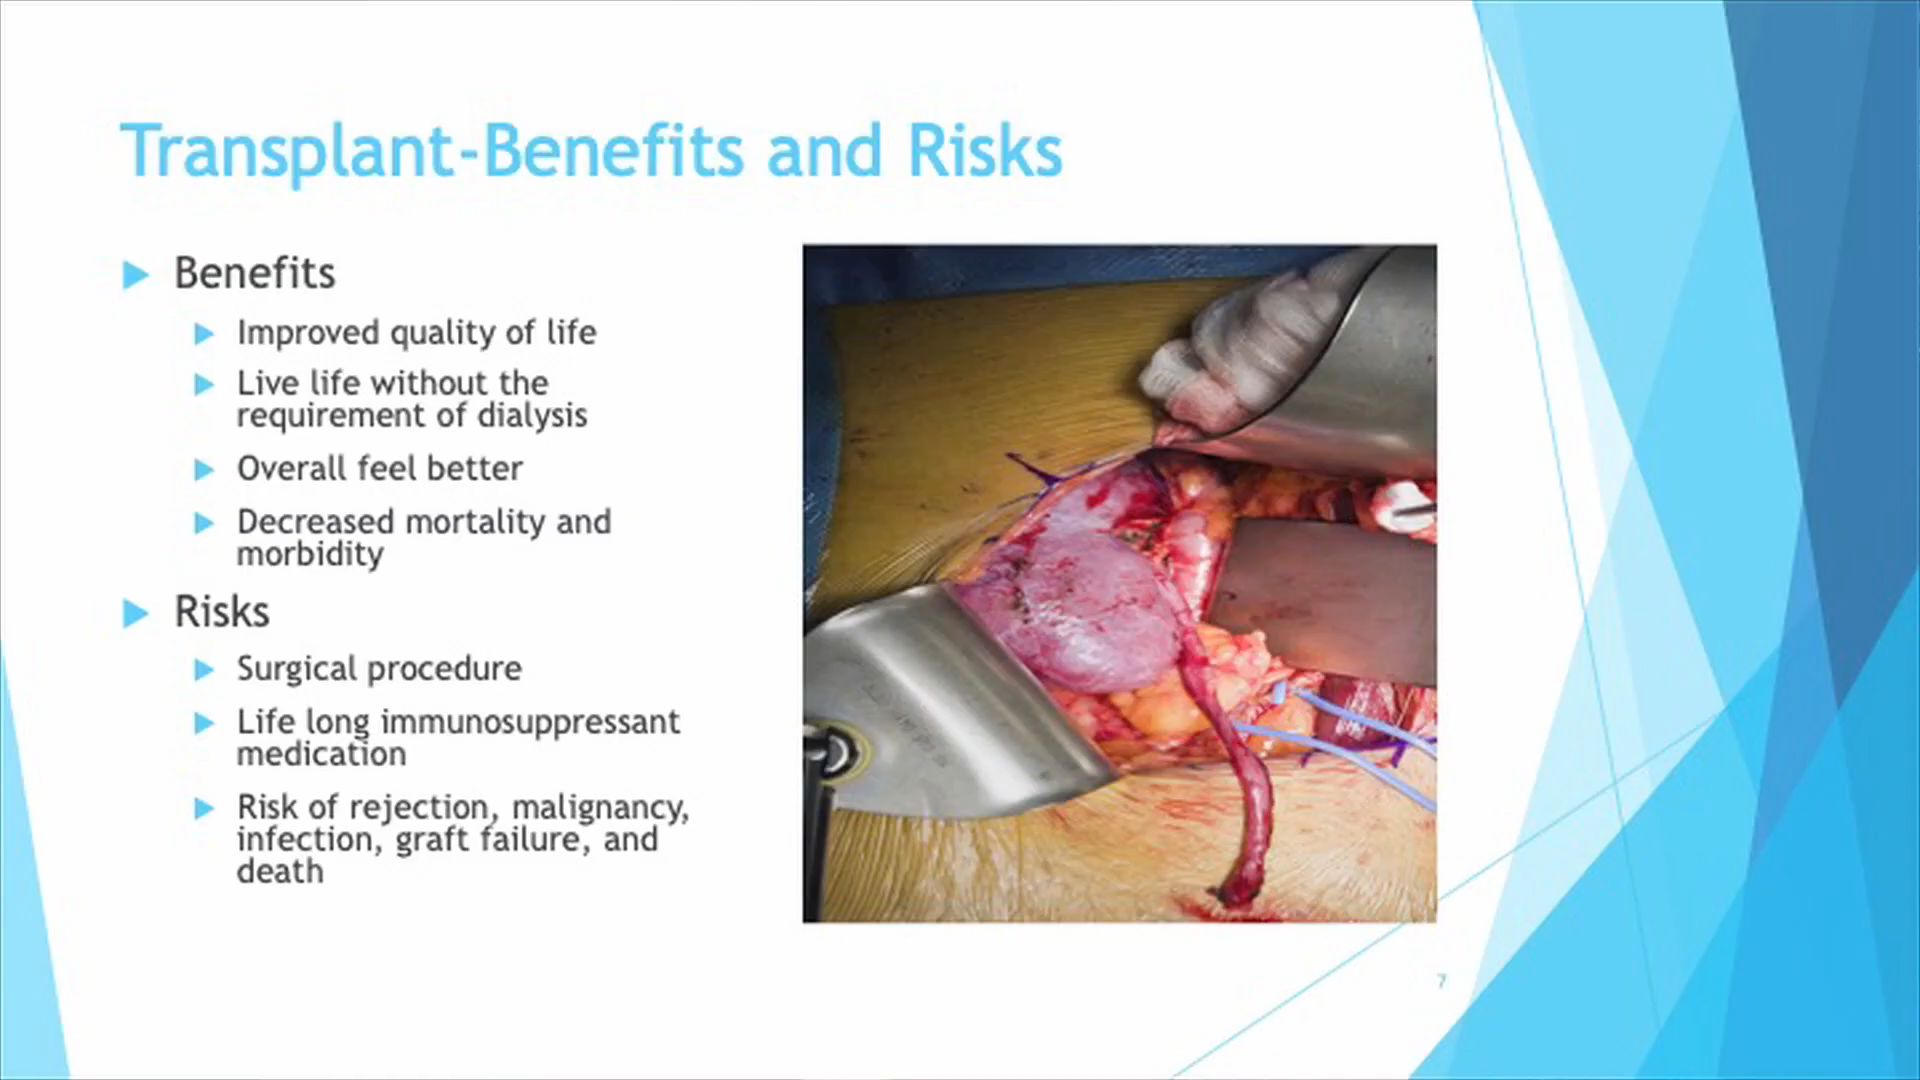 Transplant-Benefits and Risks
Benefits
Improved quality of life
Live life without the
requirement of dialysis
Overall feel better
Decreased mortality and
morbidity
Risks
Surgical procedure
Life long immunosuppressant
medication
Risk of rejection, malignancy,
infection, graft failure, and
death
7